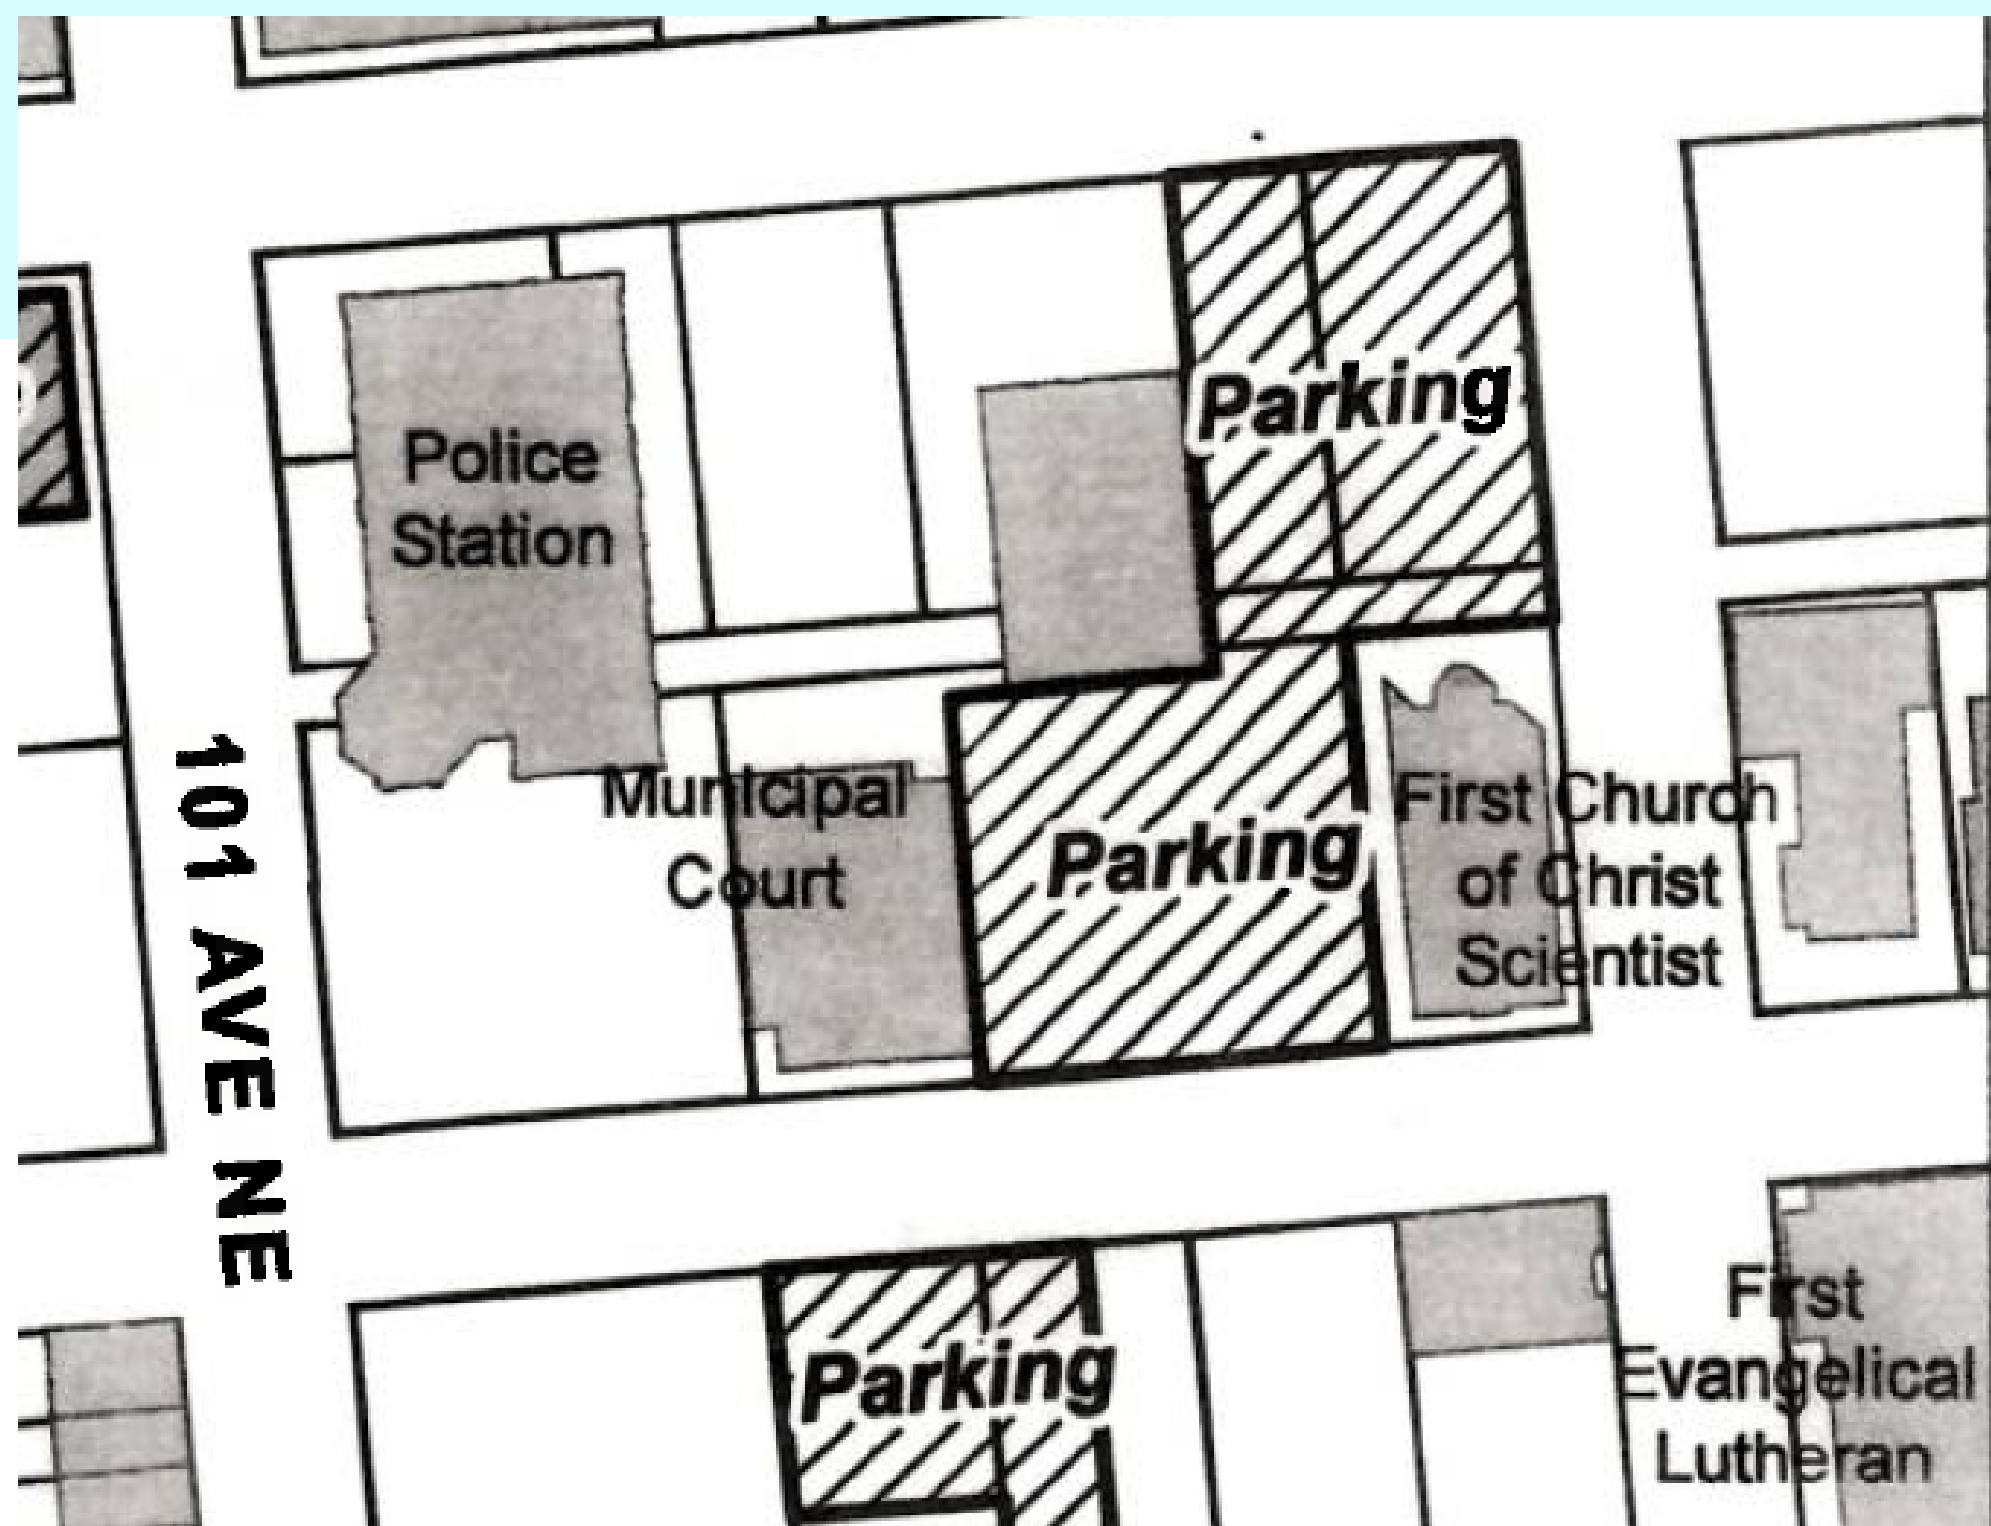 Parking
Police
Station
101 AVE NE
Municipal
Court
Parking
First Church
of Christ
Scientist
Parking
First
Evangelical
Lutheran